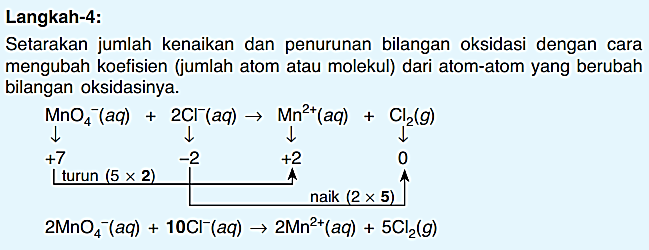 Langkah-4:
Setarakan jumlah kenaikan dan penurunan bilangan oksidasi dengan cara
mengubah koefisien (jumlah atom atau molekul) dari atom-atom yang berubah
bilangan oksidasinya.
MnO₄⁻(aq) + 2Cl⁻(aq) → Mn²⁺(aq) + Cl₂(g)
↓ ↓ ↓ ↓
+7 –2 +2 0
turun (5 × 2)
naik (2 × 5)
2MnO₄⁻(aq) + 10Cl⁻(aq) → 2Mn²⁺(aq) + 5Cl₂(g)